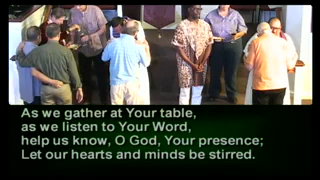 As we gather at Your table,
as we listen to Your Word,
help us know, O God, Your presence;
Let our hearts and minds be stirred.